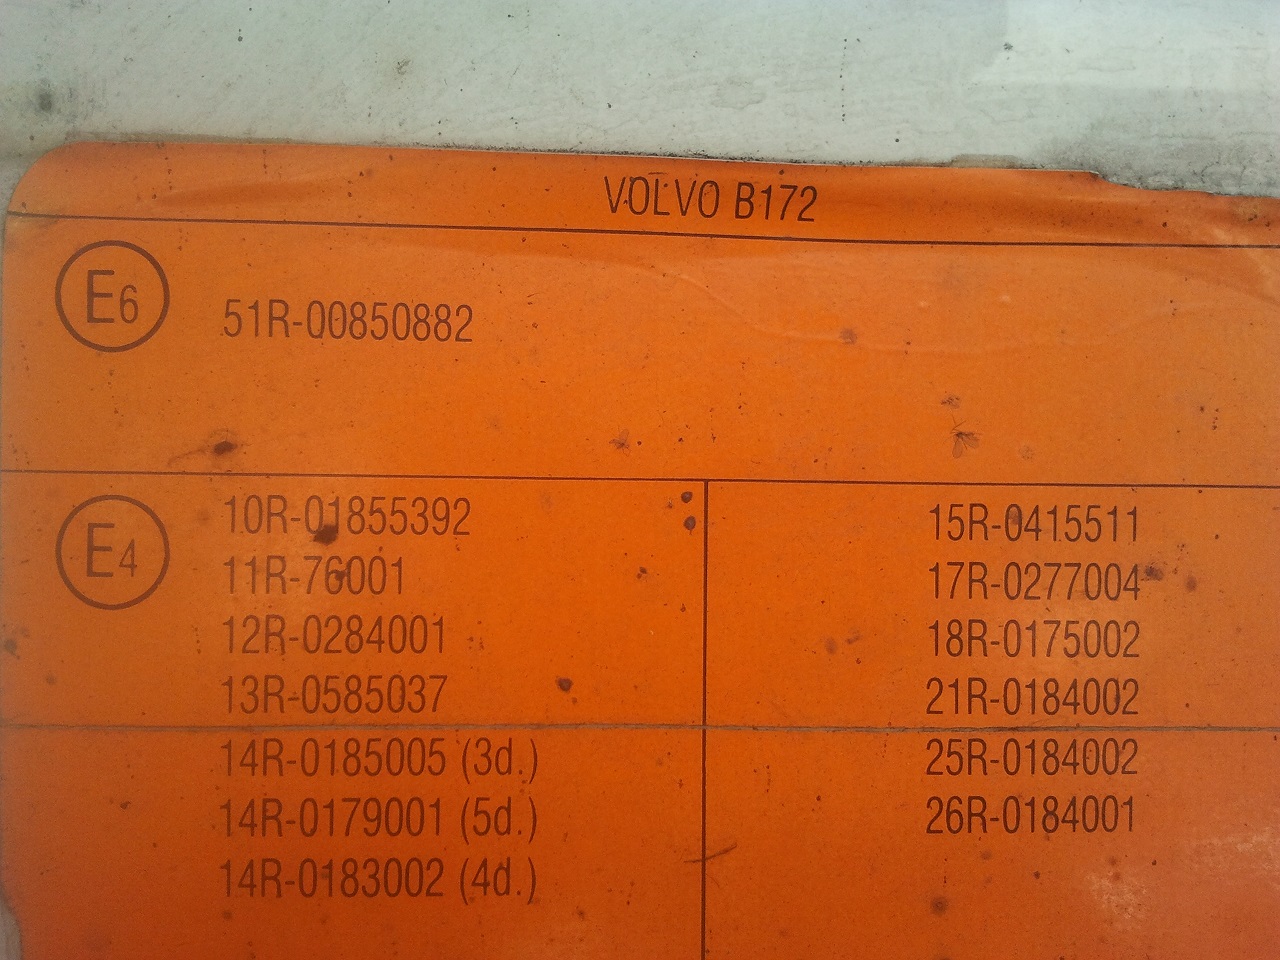 VOLVO B172
E6
51R-00850882
E4
10R-01855392
11R-76001
12R-0284001
13R-0585037
14R-0185005 (3d.)
14R-0179001 (5d.)
14R-0183002 (4d.)
15R-0415511
17R-0277004
18R-0175002
21R-0184002
25R-0184002
26R-0184001